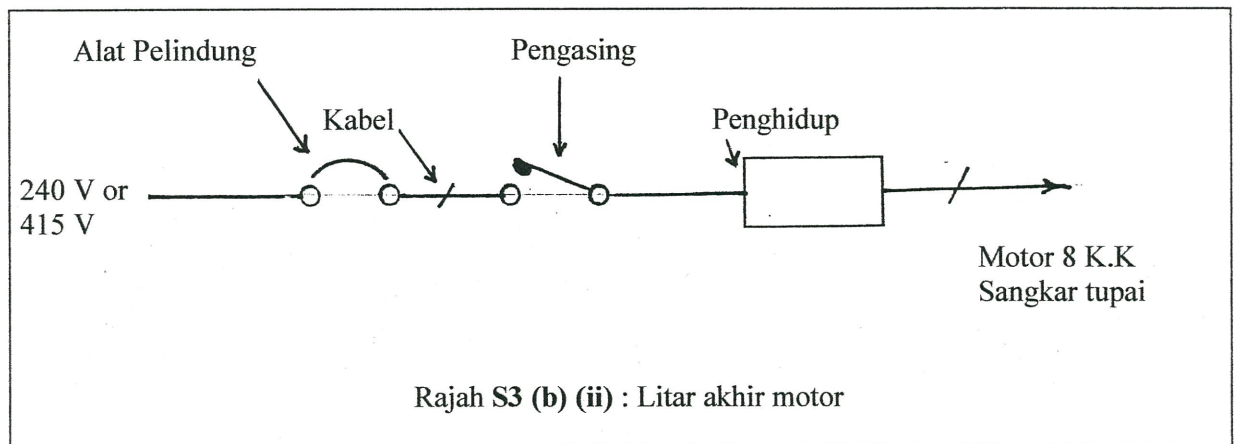 Alat Pelindung
Pengasing
Kabel
Penghidup
240 V or
415 V
Motor 8 K.K
Sangkar tupai
Rajah S3 (b) (ii) : Litar akhir motor